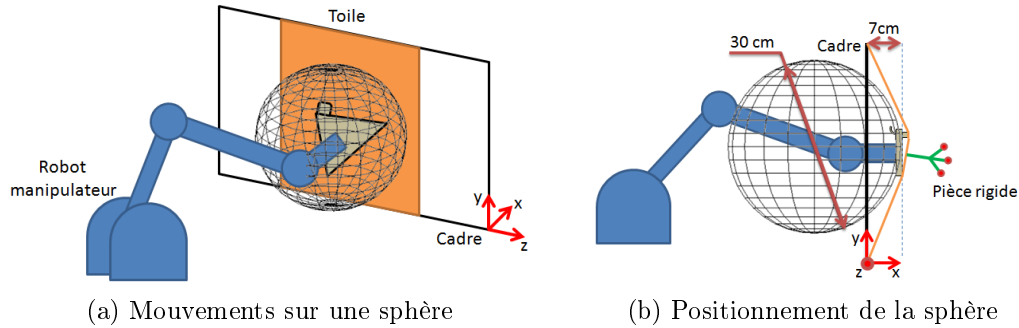 Toile
Robot
manipulateur
y
x
Cadre
z
(a) Mouvements sur une sphère
7cm
30 cm
Cadre
Pièce rigide
y
z
x
(b) Positionnement de la sphère